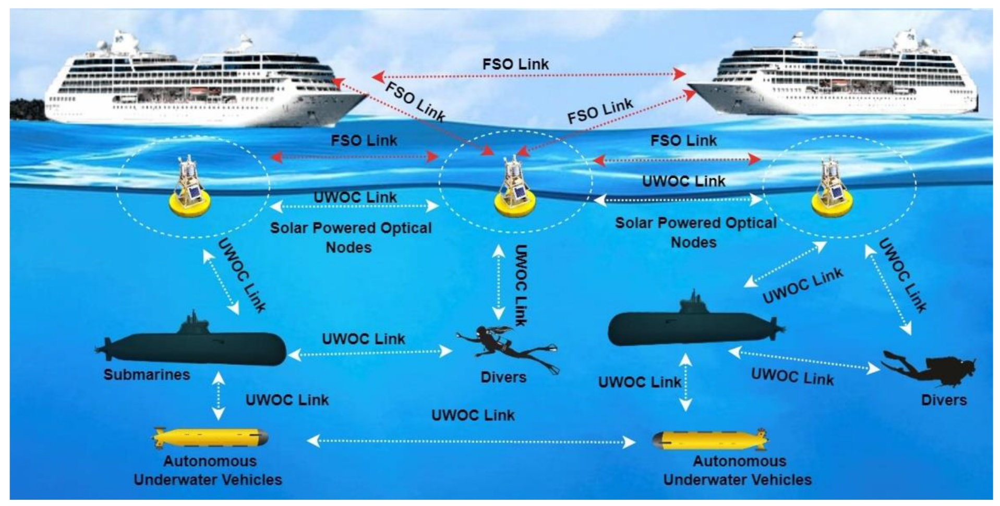 FSO Link
FSO Link
FSO Link
FSO Link
FSO Link
UWOC Link
UWOC Link
Solar Powered Optical
Nodes
Solar Powered Optical
Nodes
UWOC Link
UWOC Link
UWOC Link
UWOC Link
UWOC Link
Submarines
Divers
UWOC Link
UWOC Link
Divers
UWOC Link
UWOC Link
Autonomous
Underwater Vehicles
Autonomous
Underwater Vehicles